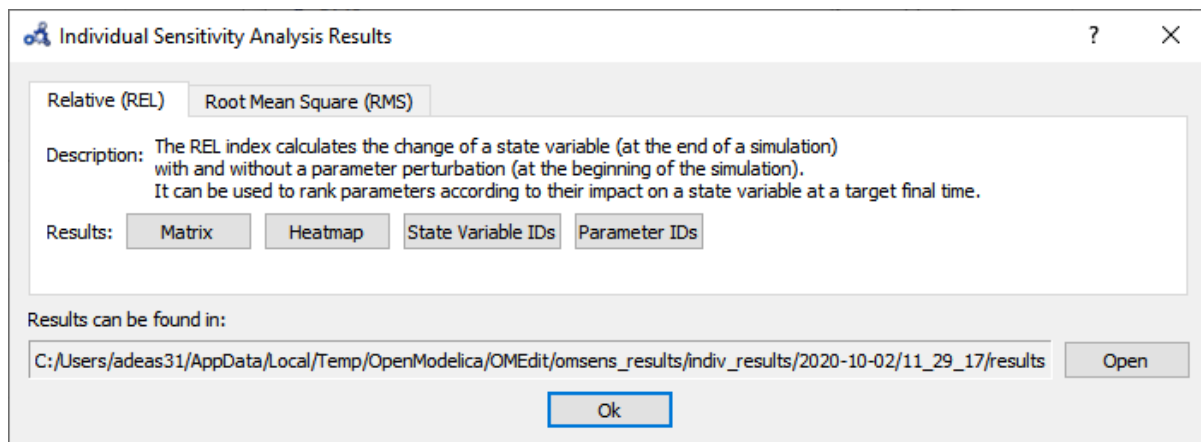 Individual Sensitivity Analysis Results ?
Relative (REL) Root Mean Square (RMS)
Description: The REL index calculates the change of a state variable (at the end of a simulation)
with and without a parameter perturbation (at the beginning of the simulation).
It can be used to rank parameters according to their impact on a state variable at a target final time.
Results: Matrix Heatmap State Variable IDs Parameter IDs
Results can be found in:
C:/Users/adeas31/AppData/Local/Temp/OpenModelica/OMEdit/omsens_results/indiv_results/2020-10-02/11_29_17/results Open
Ok